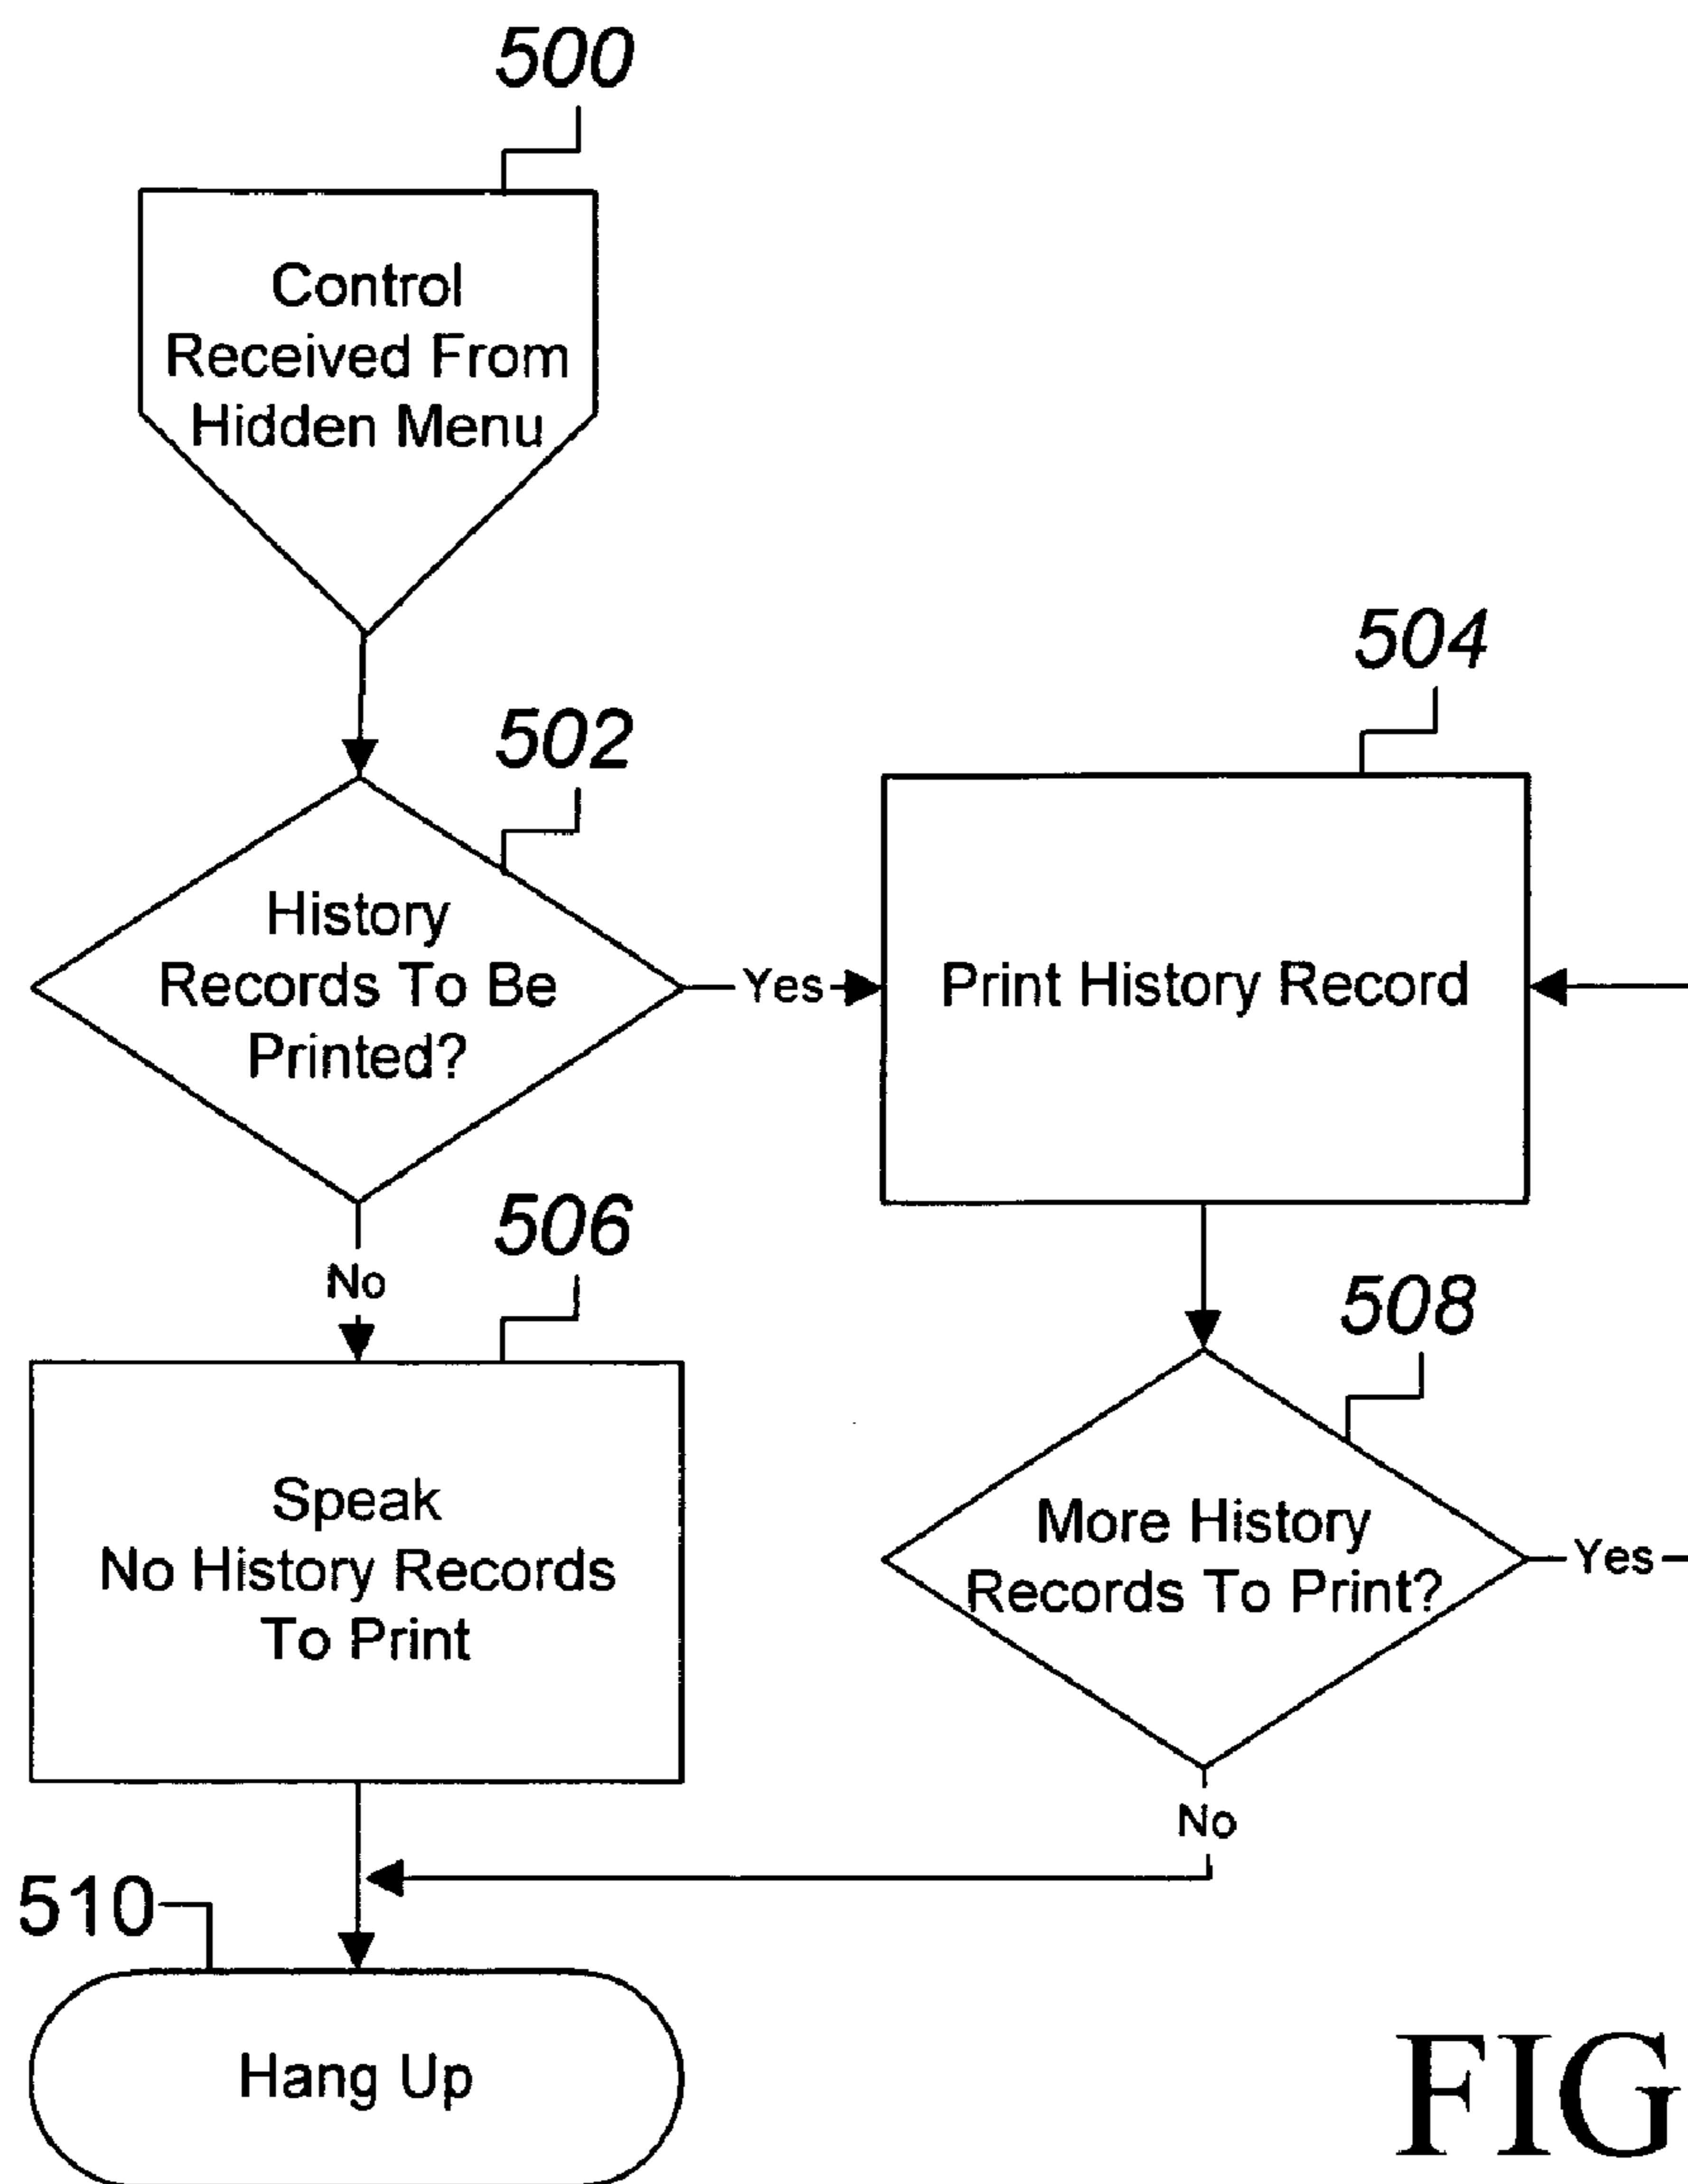 500
Control
Received From
Hidden Menu
502
History
Records To Be
Printed?
Yes
504
Print History Record
No
506
Speak
No History Records
To Print
508
More History
Records To Print?
Yes
No
510
Hang Up
FIG